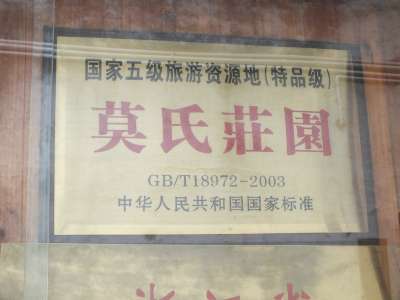 国家五级旅游资源地(特品级)
莫氏莊園
GB/T18972-2003
中华人民共和国国家标准